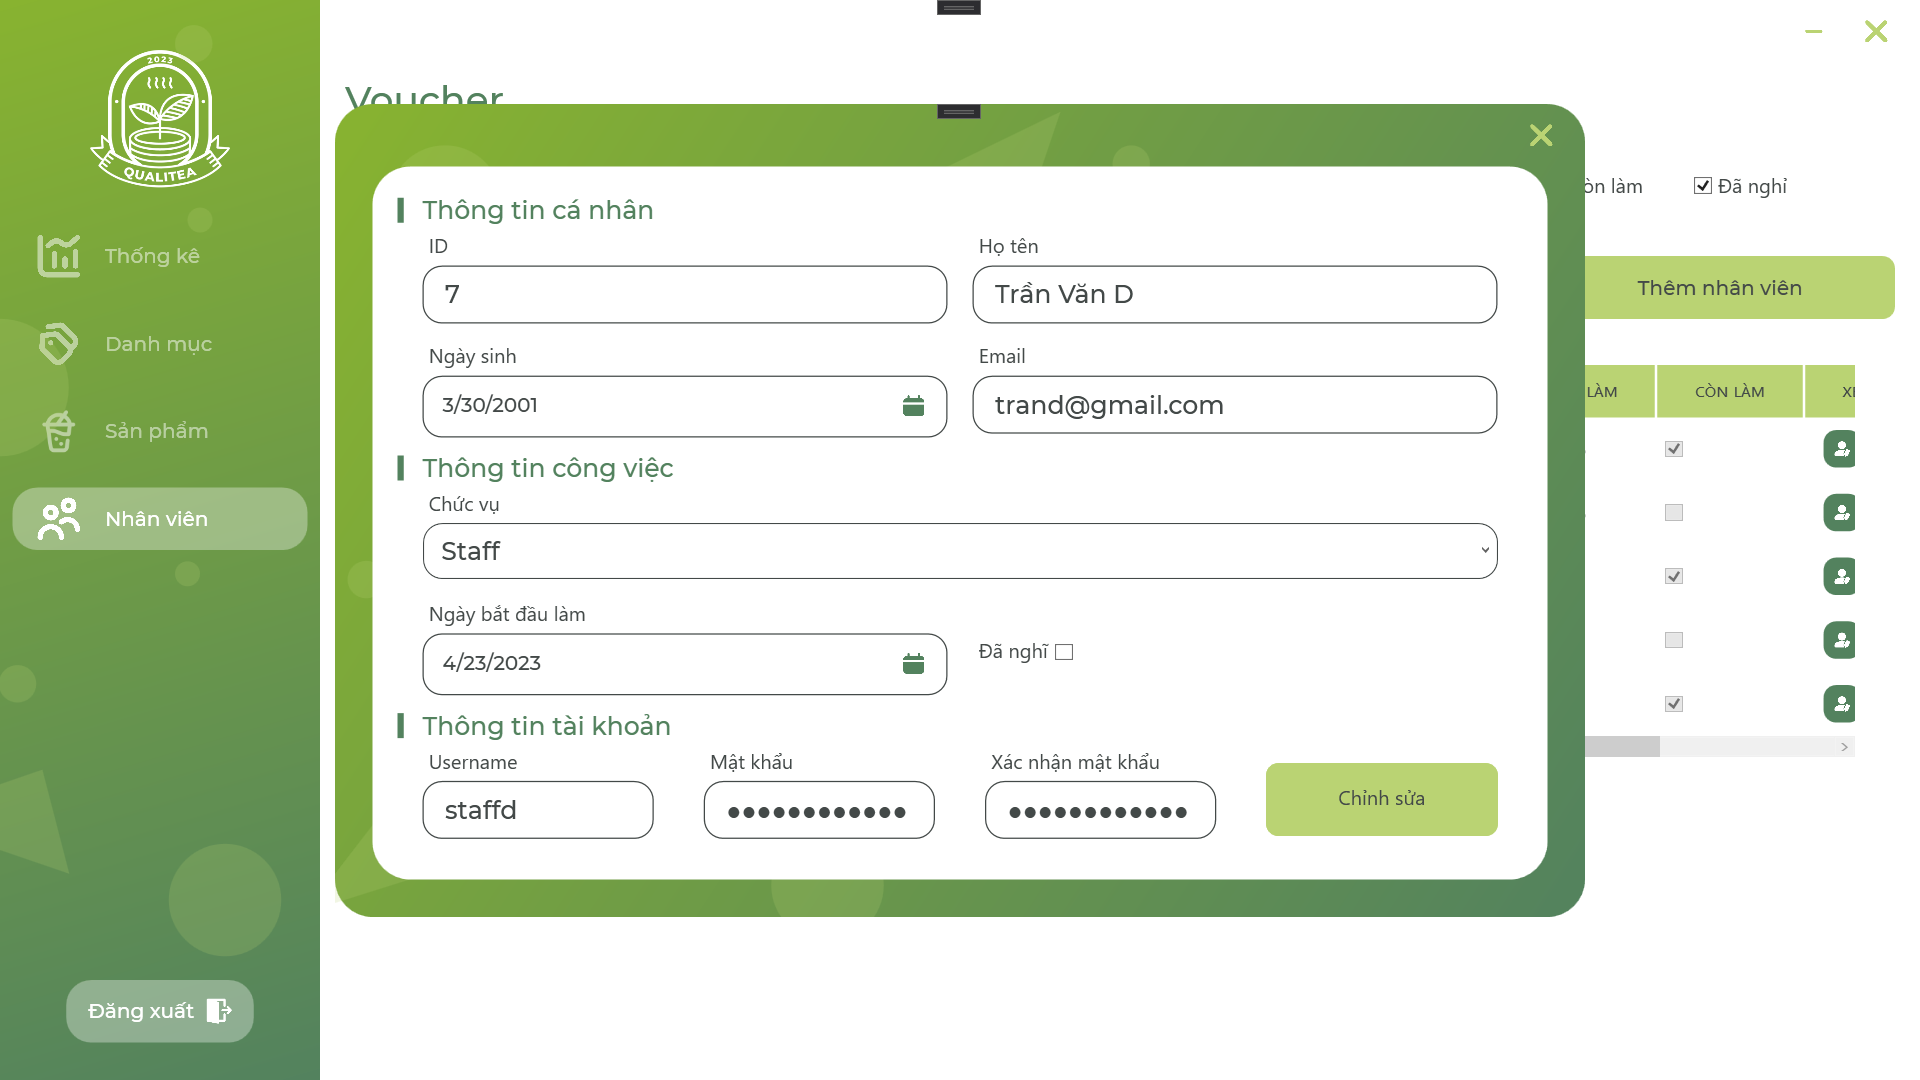 2023
QUALITEA
Thống kê
Danh mục
Sản phẩm
Nhân viên
Đăng xuất
Voucher
òn làm
Đã nghỉ
Thêm nhân viên
LÀM
CÒN LÀM
Thông tin cá nhân
ID
Họ tên
7
Trần Văn D
Ngày sinh
Email
3/30/2001
trand@gmail.com
Thông tin công việc
Chức vụ
Staff
Ngày bắt đầu làm
4/23/2023
Đã nghĩ
Thông tin tài khoản
Username
Mật khẩu
Xác nhận mật khẩu
staffd
●●●●●●●●●●●●
●●●●●●●●●●●●
Chỉnh sửa